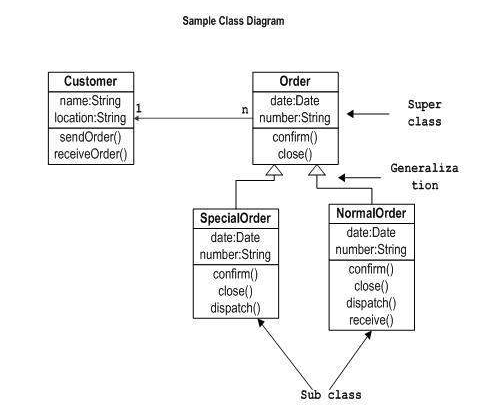 Sample Class Diagram
Customer
name:String
location:String
sendOrder()
receiveOrder()
1
n
Order
date:Date
number:String
confirm()
close()
Super
class
Generaliza
tion
SpecialOrder
date:Date
number:String
confirm()
close()
dispatch()
NormalOrder
date:Date
number:String
confirm()
close()
dispatch()
receive()
Sub class